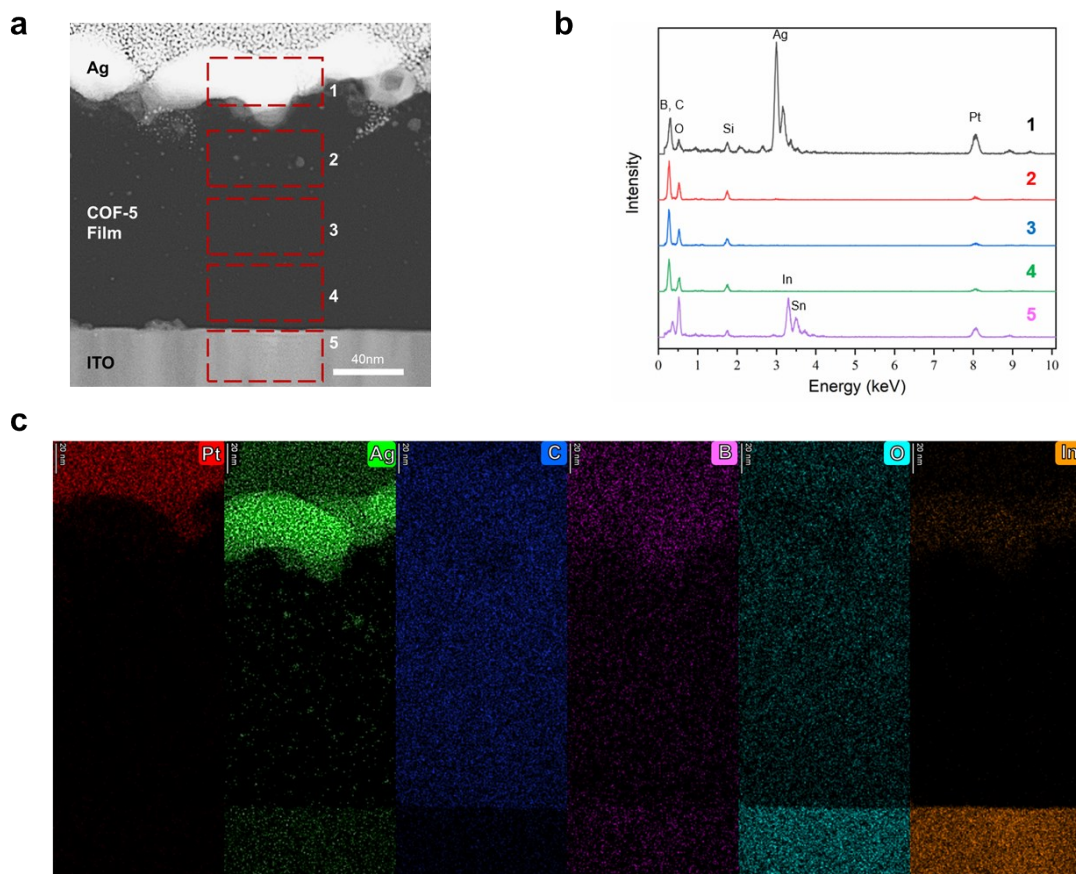 a
Ag
1
2
COF-5
Film
3
4
5
ITO
40nm
b
Intensity
Ag
B, C
O
Si
Pt
1
2
3
4
In
Sn
5
0 1 2 3 4 5 6 7 8 9 10
Energy (keV)
c
20 nm
Pt
20 nm
Ag
20 nm
C
20 nm
B
20 nm
O
20 nm
In